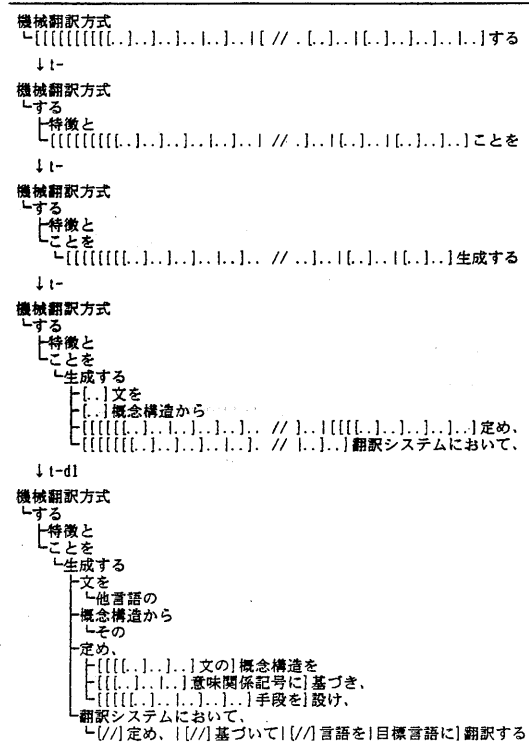 機械翻訳方式
└[[[[[[[[[[[..]..]..]..|..]..|[ // . [..]..|[..]..]..]..|..]する
↓t-
機械翻訳方式
└する
├特徴と
└[[[[[[[[[[..]..]..]..|..]..| // .]..|[..]..|[..]..]..]ことを
↓t-
機械翻訳方式
└する
├特徴と
└ことを
└[[[[[[[[..]..]..]..|..].. // ..]..|[..]..|[..]..]生成する
↓t-
機械翻訳方式
└する
├特徴と
└ことを
└生成する
├[..]文を
├[..]概念構造から
├[[[[[[..]..|..]..]..].. // ]..|[[[[..]..]..]..]..]定め、
└[[[[[[[..]..]..]..|..]. // |..]..]翻訳システムにおいて、
↓t-d1
機械翻訳方式
└する
├特徴と
└ことを
└生成する
├文を
│└他言語の
├概念構造から
│└その
├定め、
│├[[[[..]..]..]文の]概念構造を
│├[[[..]..|..]意味関係記号に]基づき、
│└[[[[[..]..|..]..]..]手段を]設け、
└翻訳システムにおいて、
└[//]定め、|[//]基づいて|[//]言語を|目標言語に]翻訳する